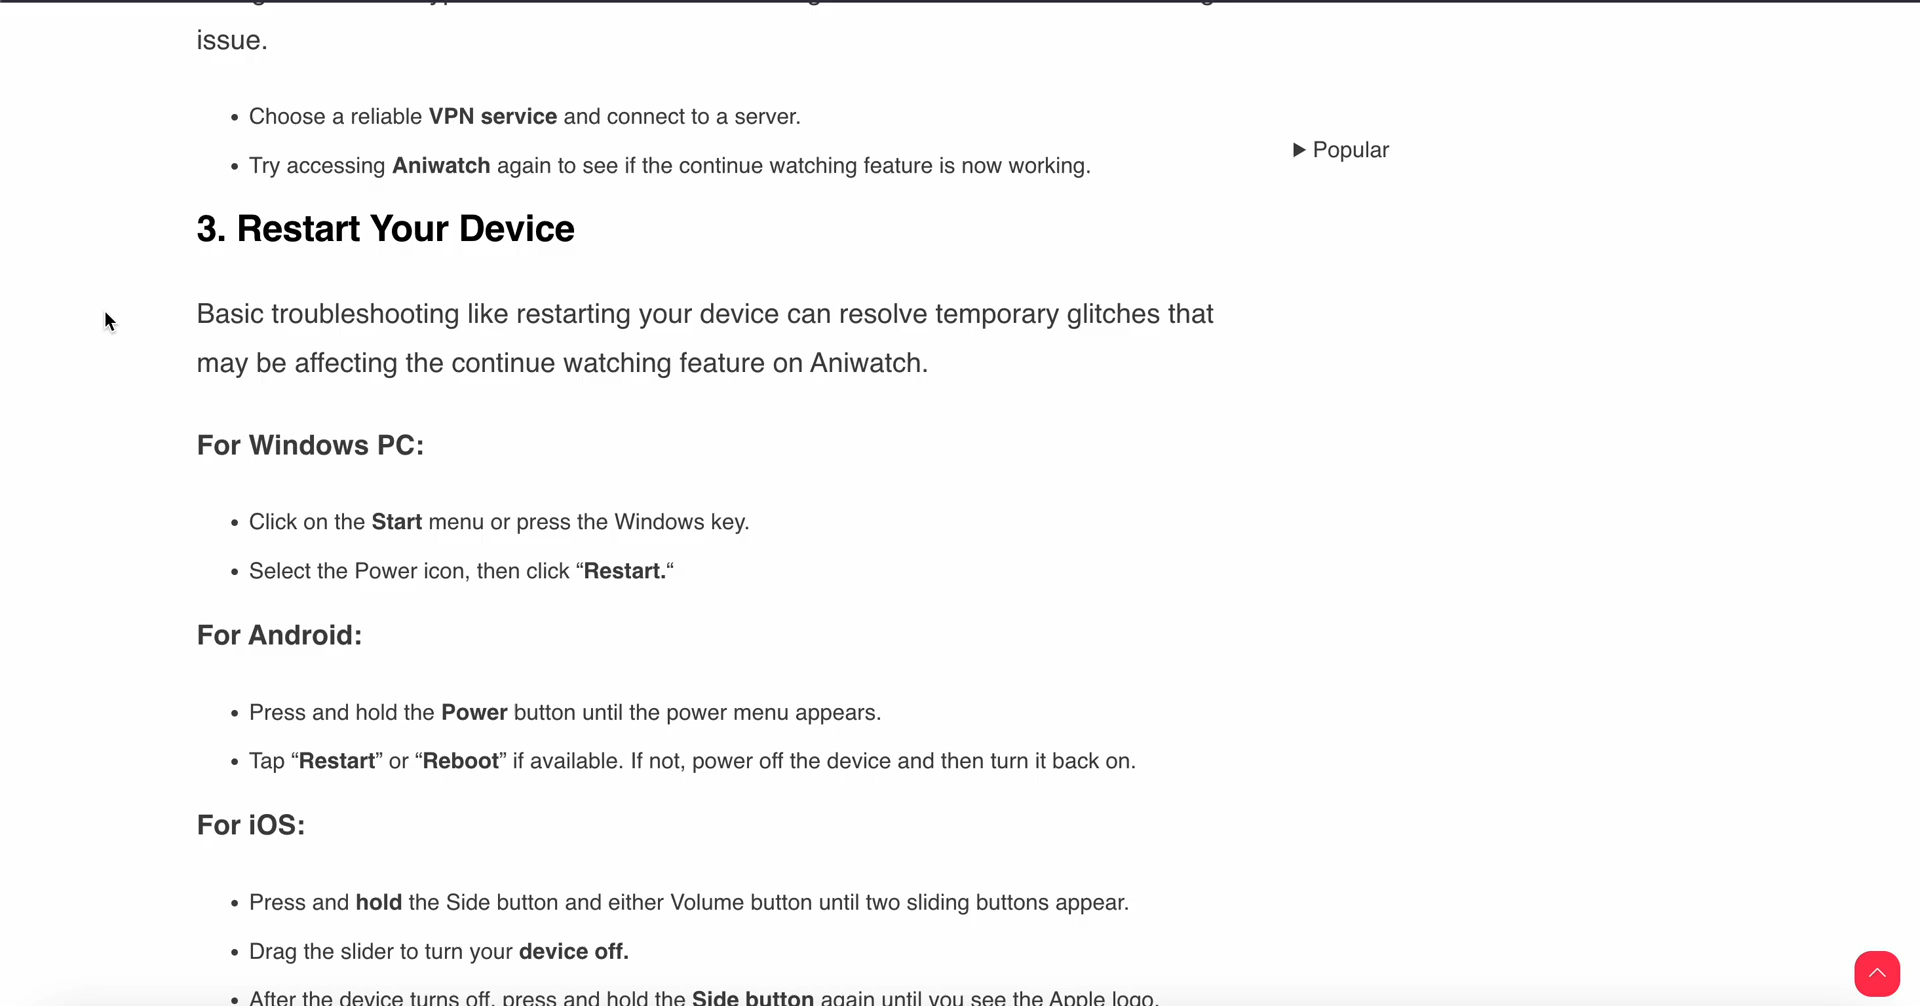 issue.
• Choose a reliable VPN service and connect to a server.
• Try accessing Aniwatch again to see if the continue watching feature is now working.
▶ Popular
3. Restart Your Device
Basic troubleshooting like restarting your device can resolve temporary glitches that
may be affecting the continue watching feature on Aniwatch.
For Windows PC:
• Click on the Start menu or press the Windows key.
• Select the Power icon, then click “Restart.“
For Android:
• Press and hold the Power button until the power menu appears.
• Tap “Restart” or “Reboot” if available. If not, power off the device and then turn it back on.
For iOS:
• Press and hold the Side button and either Volume button until two sliding buttons appear.
• Drag the slider to turn your device off.
• After the device turns off, press and hold the Side button again until you see the Apple logo.